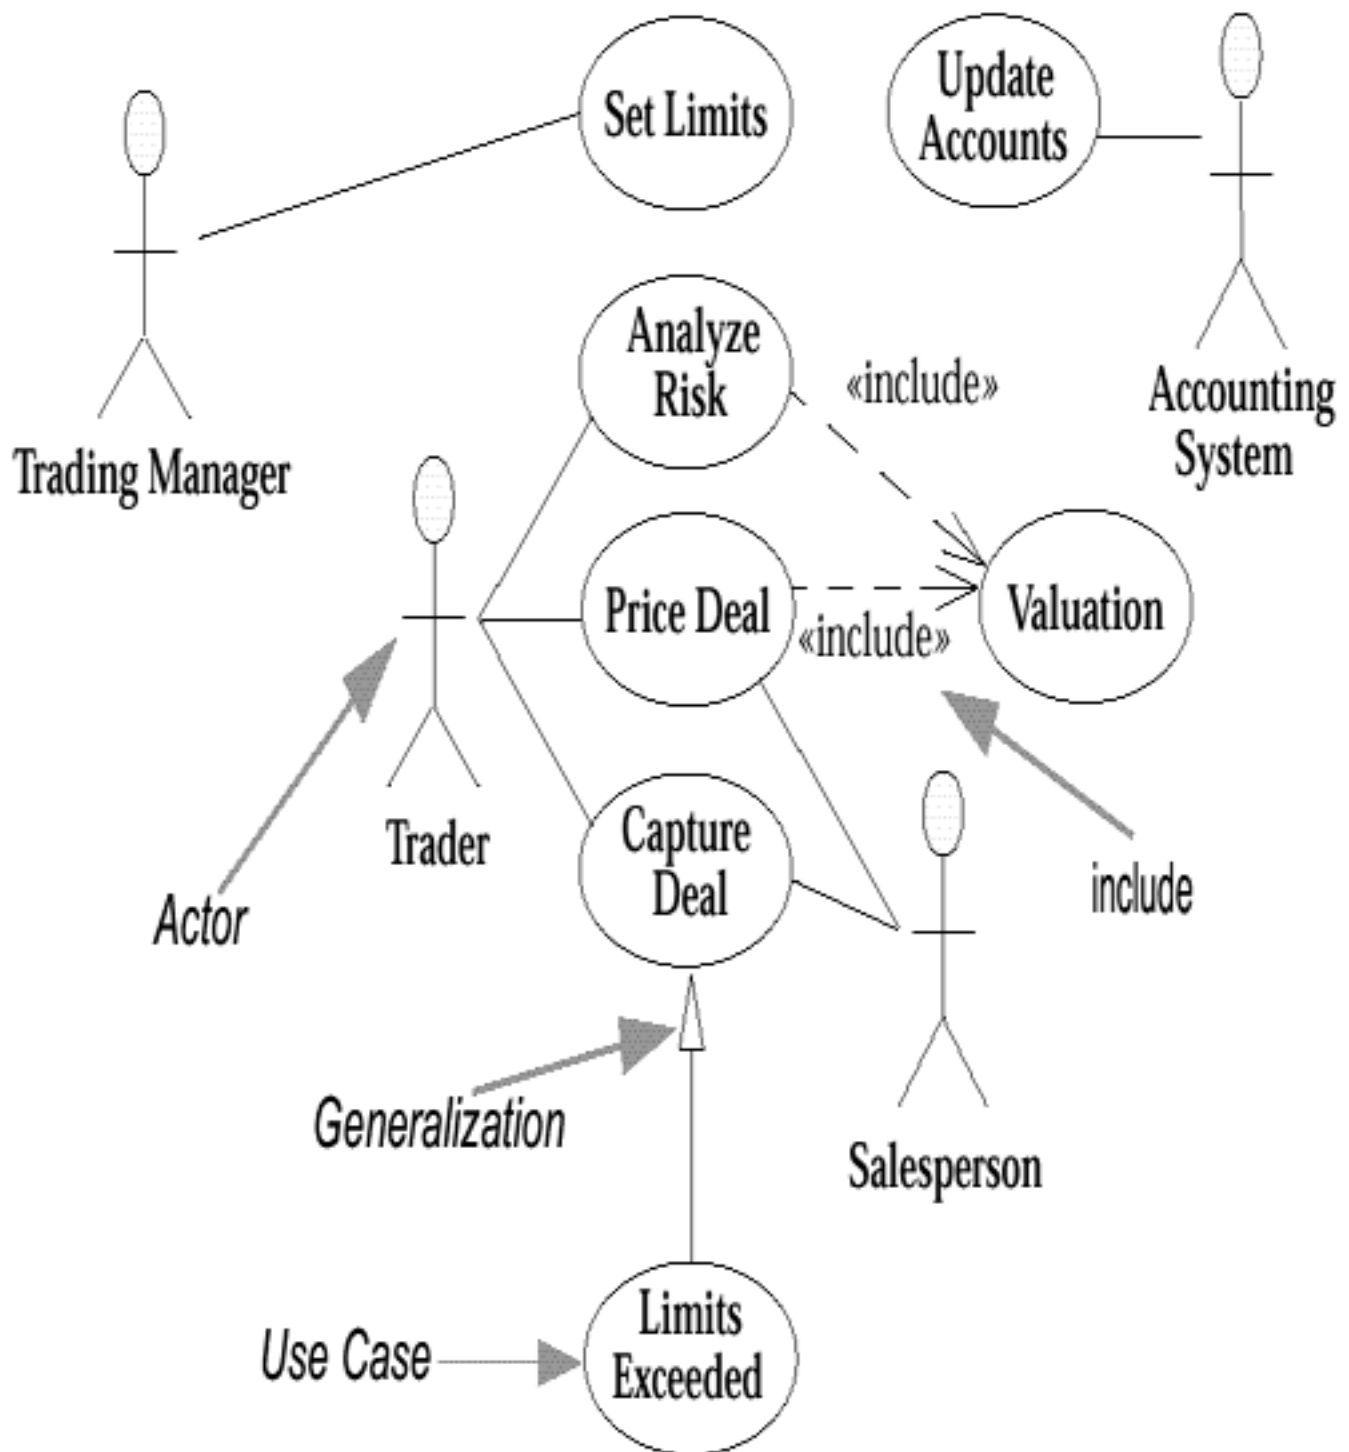 Set Limits
Update
Accounts
Trading Manager
Analyze
Risk
«include»
Accounting
System
Price Deal
«include»
Valuation
Trader
Actor
Capture
Deal
include
Generalization
Salesperson
Use Case
Limits
Exceeded